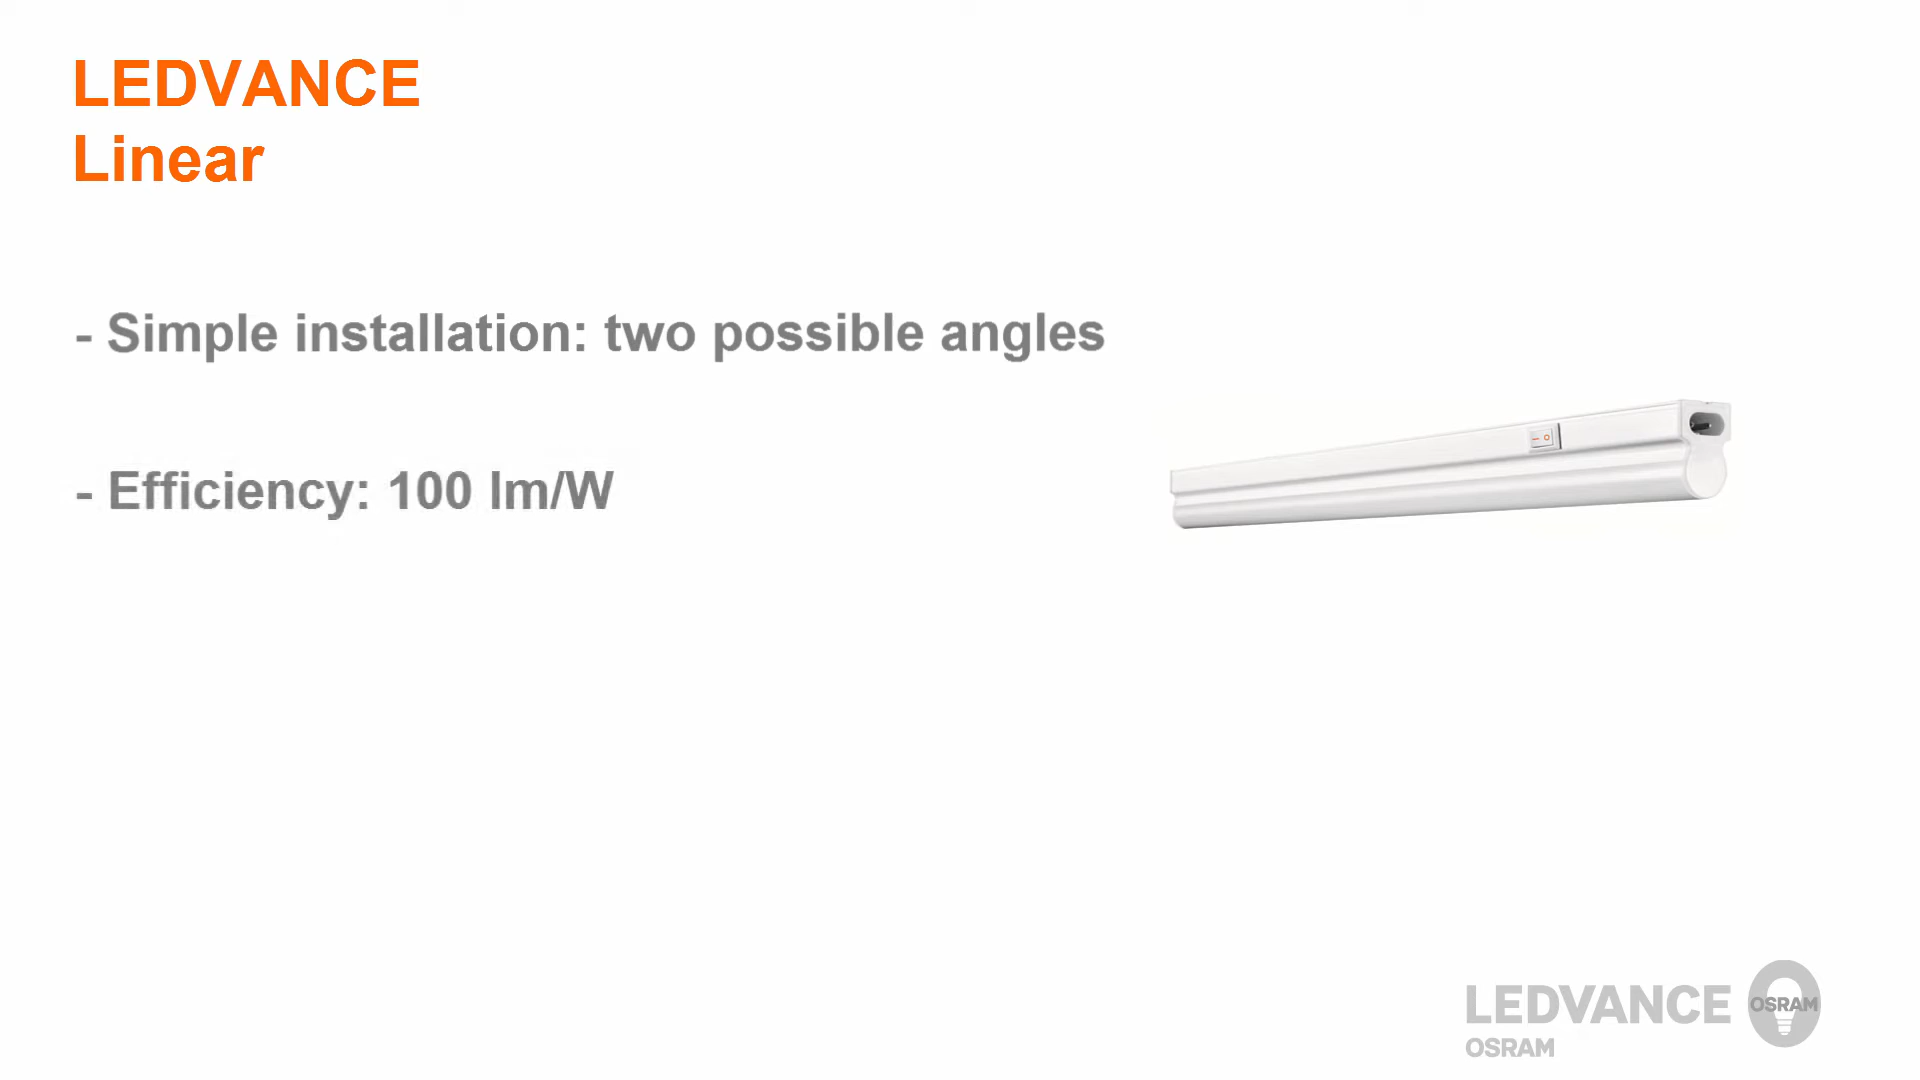 LEDVANCE
Linear
- Simple installation: two possible angles
- Efficiency: 100 lm/W
LEDVANCE
OSRAM
OSRAM